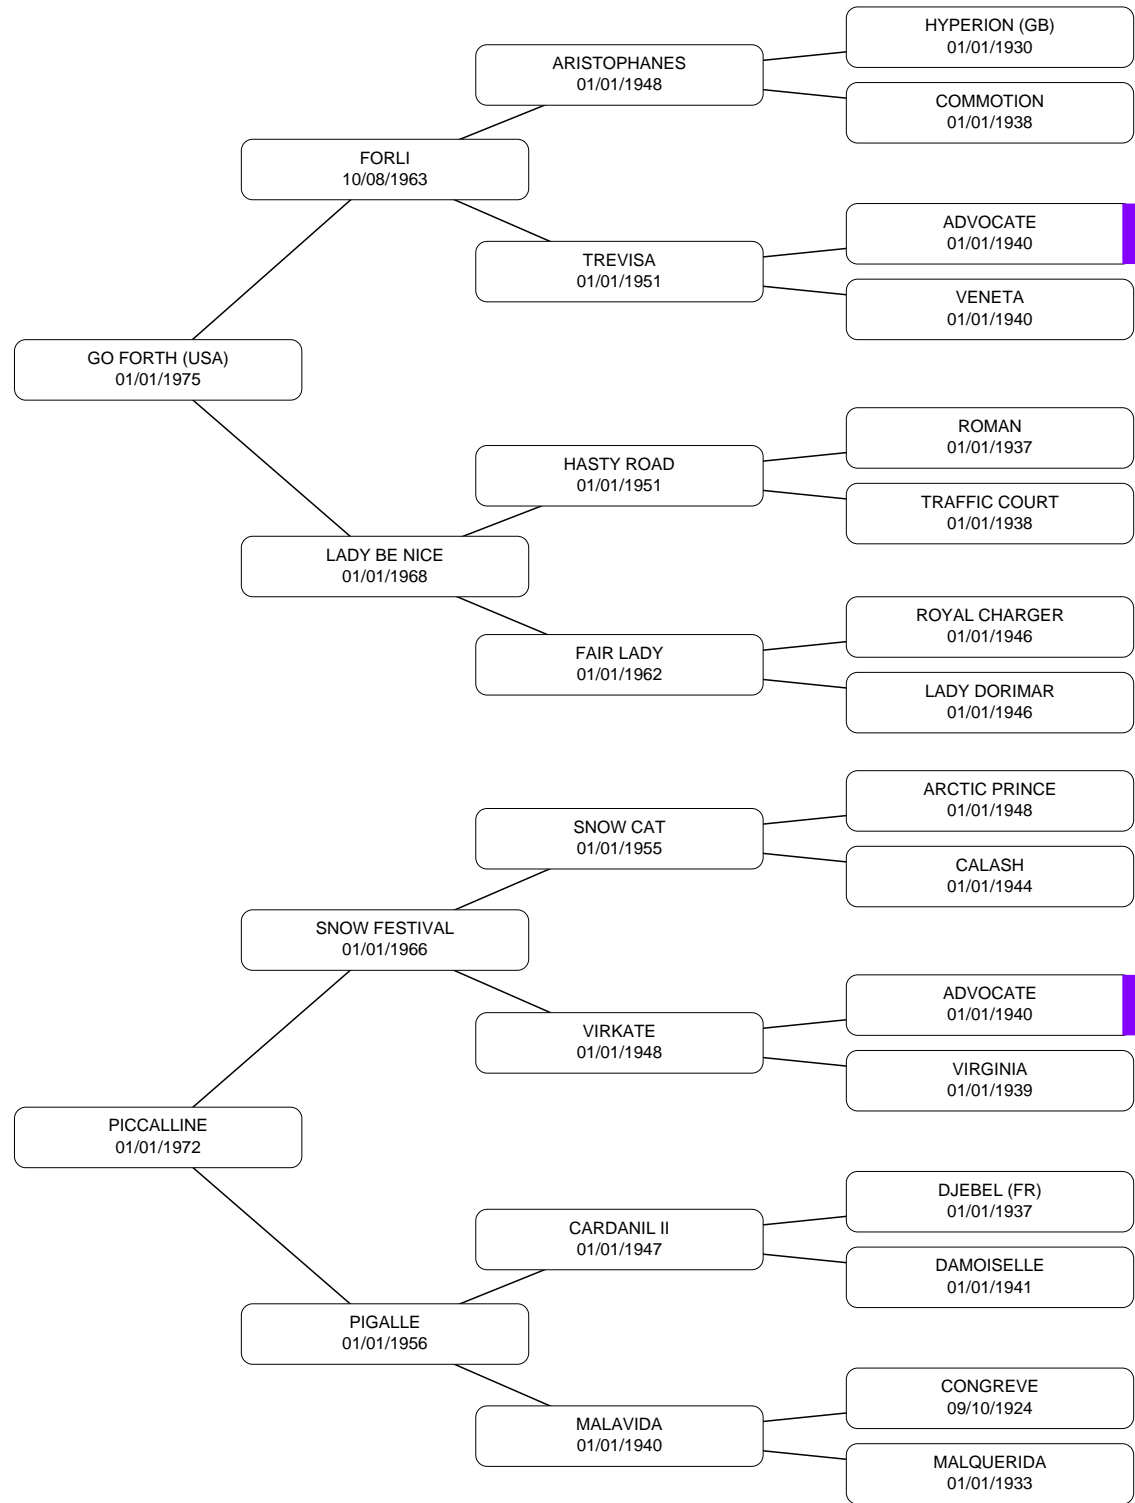 HYPERION (GB)
01/01/1930
ARISTOPHANES
01/01/1948
COMMOTION
01/01/1938
FORLI
10/08/1963
ADVOCATE
01/01/1940
TREVISA
01/01/1951
VENETA
01/01/1940
GO FORTH (USA)
01/01/1975
ROMAN
01/01/1937
HASTY ROAD
01/01/1951
TRAFFIC COURT
01/01/1938
LADY BE NICE
01/01/1968
ROYAL CHARGER
01/01/1946
FAIR LADY
01/01/1962
LADY DORIMAR
01/01/1946
ARCTIC PRINCE
01/01/1948
SNOW CAT
01/01/1955
CALASH
01/01/1944
SNOW FESTIVAL
01/01/1966
ADVOCATE
01/01/1940
VIRKATE
01/01/1948
VIRGINIA
01/01/1939
PICCALLINE
01/01/1972
DJEBEL (FR)
01/01/1937
CARDANIL II
01/01/1947
DAMOISELLE
01/01/1941
PIGALLE
01/01/1956
CONGREVE
09/10/1924
MALAVIDA
01/01/1940
MALQUERIDA
01/01/1933